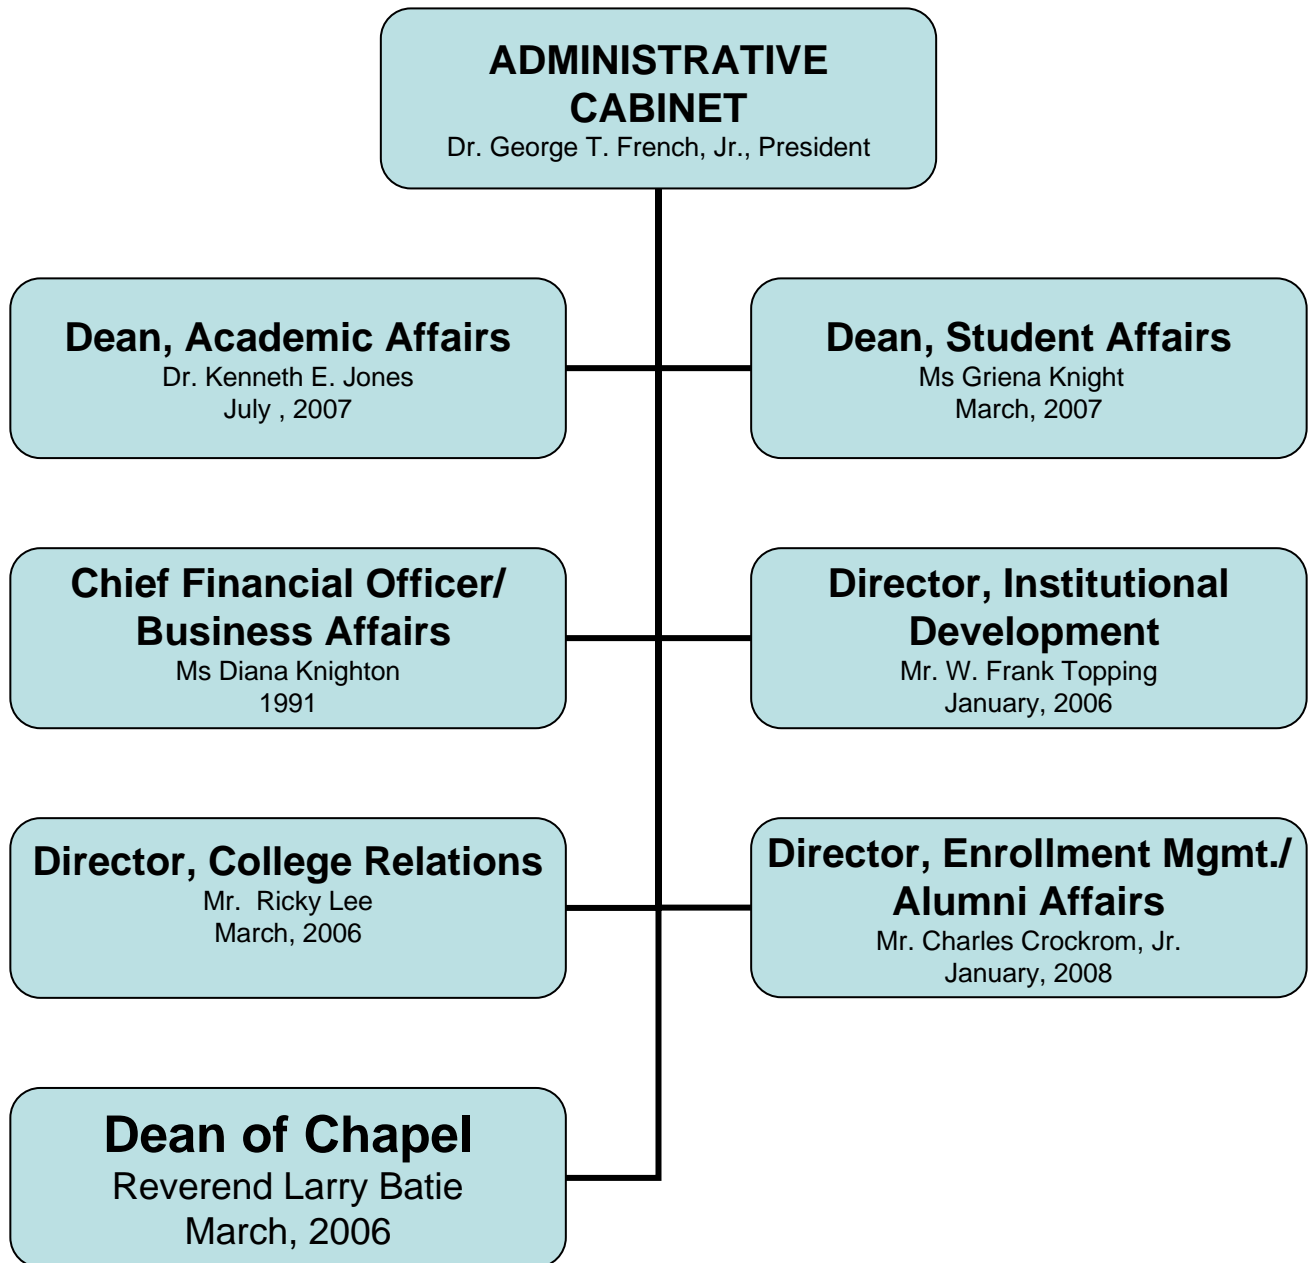 ADMINISTRATIVE
CABINET
Dr. George T. French, Jr., President
Dean, Academic Affairs
Dr. Kenneth E. Jones
July , 2007
Dean, Student Affairs
Ms Griena Knight
March, 2007
Chief Financial Officer/
Business Affairs
Ms Diana Knighton
1991
Director, Institutional
Development
Mr. W. Frank Topping
January, 2006
Director, College Relations
Mr.  Ricky Lee
March, 2006
Director, Enrollment Mgmt./
Alumni Affairs
Mr. Charles Crockrom, Jr.
January, 2008
Dean of Chapel
Reverend Larry Batie
March, 2006